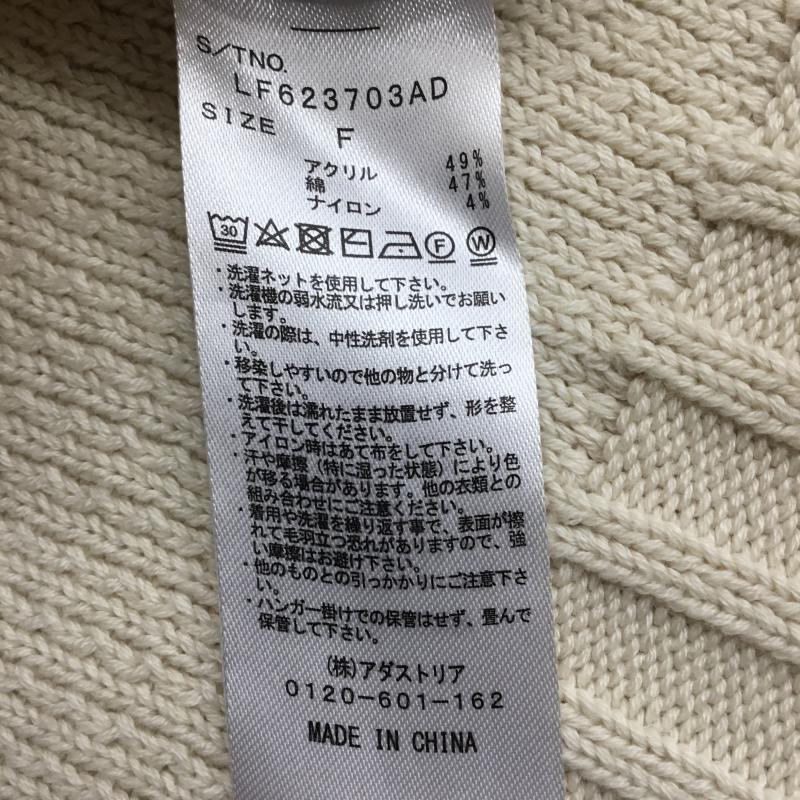 S/TNO.
LF623703AD
SIZE F
アクリル 49%
綿 47%
ナイロン 4%
30 F W
・洗濯ネットを使用して下さい。
・洗濯機の弱水流又は押し洗いでお願い
します。
・洗濯の際は、中性洗剤を使用して下さ
い。
・移染しやすいので他の物と分けて洗っ
て下さい。
・洗濯後は濡れたまま放置せず、形を整
えて干してください。
・アイロン時はあて布をして下さい。
・汗や摩擦（特に湿った状態）により色
が移る場合があります。他の衣類との
組み合わせにご注意ください。
・着用や洗濯を繰り返す事で、表面が擦
れて毛羽立つ恐れがありますので、強
い摩擦はお避け下さい。
・他のものとの引っかかりにご注意下さ
い。
・ハンガー掛けでの保管はせず、畳んで
保管して下さい。
(株)アダストリア
0120-601-162
MADE IN CHINA